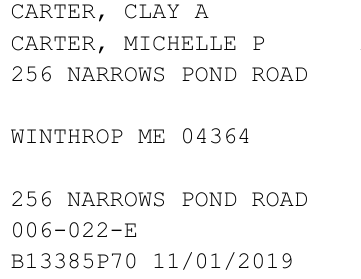 CARTER, CLAY A
CARTER, MICHELLE P
256 NARROWS POND ROAD
WINTHROP ME 04364
256 NARROWS POND ROAD
006-022-E
B13385P70 11/01/2019